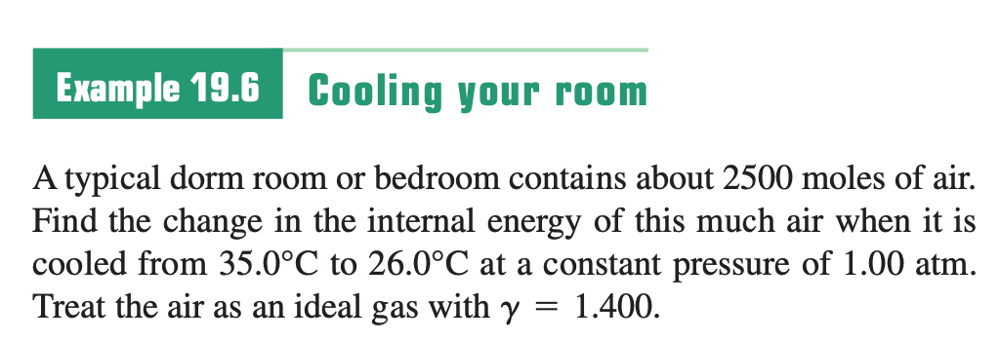 Example 19.6 Cooling your room
A typical dorm room or bedroom contains about 2500 moles of air.
Find the change in the internal energy of this much air when it is
cooled from 35.0°C to 26.0°C at a constant pressure of 1.00 atm.
Treat the air as an ideal gas with γ = 1.400.